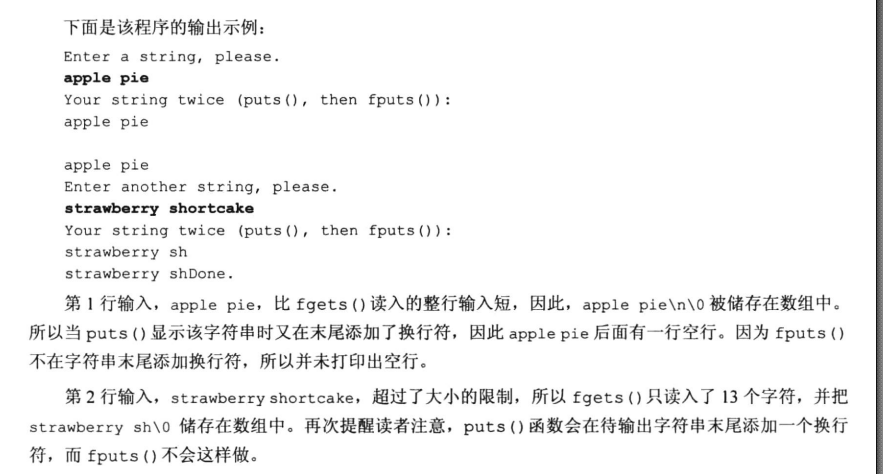 下面是该程序的输出示例：
Enter a string, please.
apple pie
Your string twice (puts(), then fputs()):
apple pie

apple pie
Enter another string, please.
strawberry shortcake
Your string twice (puts(), then fputs()):
strawberry sh
strawberry shDone.
第 1 行输入，apple pie，比 fgets()读入的整行输入短，因此，apple pie\n\0 被储存在数组中。
所以当 puts()显示该字符串时又在末尾添加了换行符，因此 apple pie 后面有一行空行。因为 fputs()
不在字符串末尾添加换行符，所以并未打印出空行。
第 2 行输入，strawberry shortcake，超过了大小的限制，所以 fgets()只读入了 13 个字符，并把
strawberry sh\0 储存在数组中。再次提醒读者注意，puts()函数会在待输出字符串末尾添加一个换行
符，而 fputs()不会这样做。